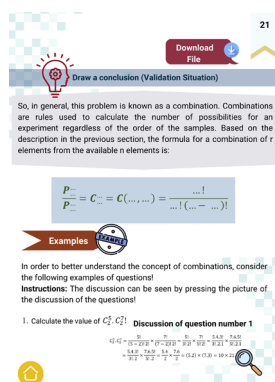 21
Download
File
Draw a conclusion (Validation Situation)
So, in general, this problem is known as a combination. Combinations
are rules used to calculate the number of possibilities for an
experiment regardless of the order of the samples. Based on the
description in the previous section, the formula for a combination of r
elements from the available n elements is:
P... / P... = C... = C(... , ...) = ...! / ...! (... − ...)!
Examples
EXAMPLE
In order to better understand the concept of combinations, consider
the following examples of questions!
Instructions: The discussion can be seen by pressing the picture of
the discussion of the questions!
1. Calculate the value of C₂⁵. C₂⁷! Discussion of question number 1